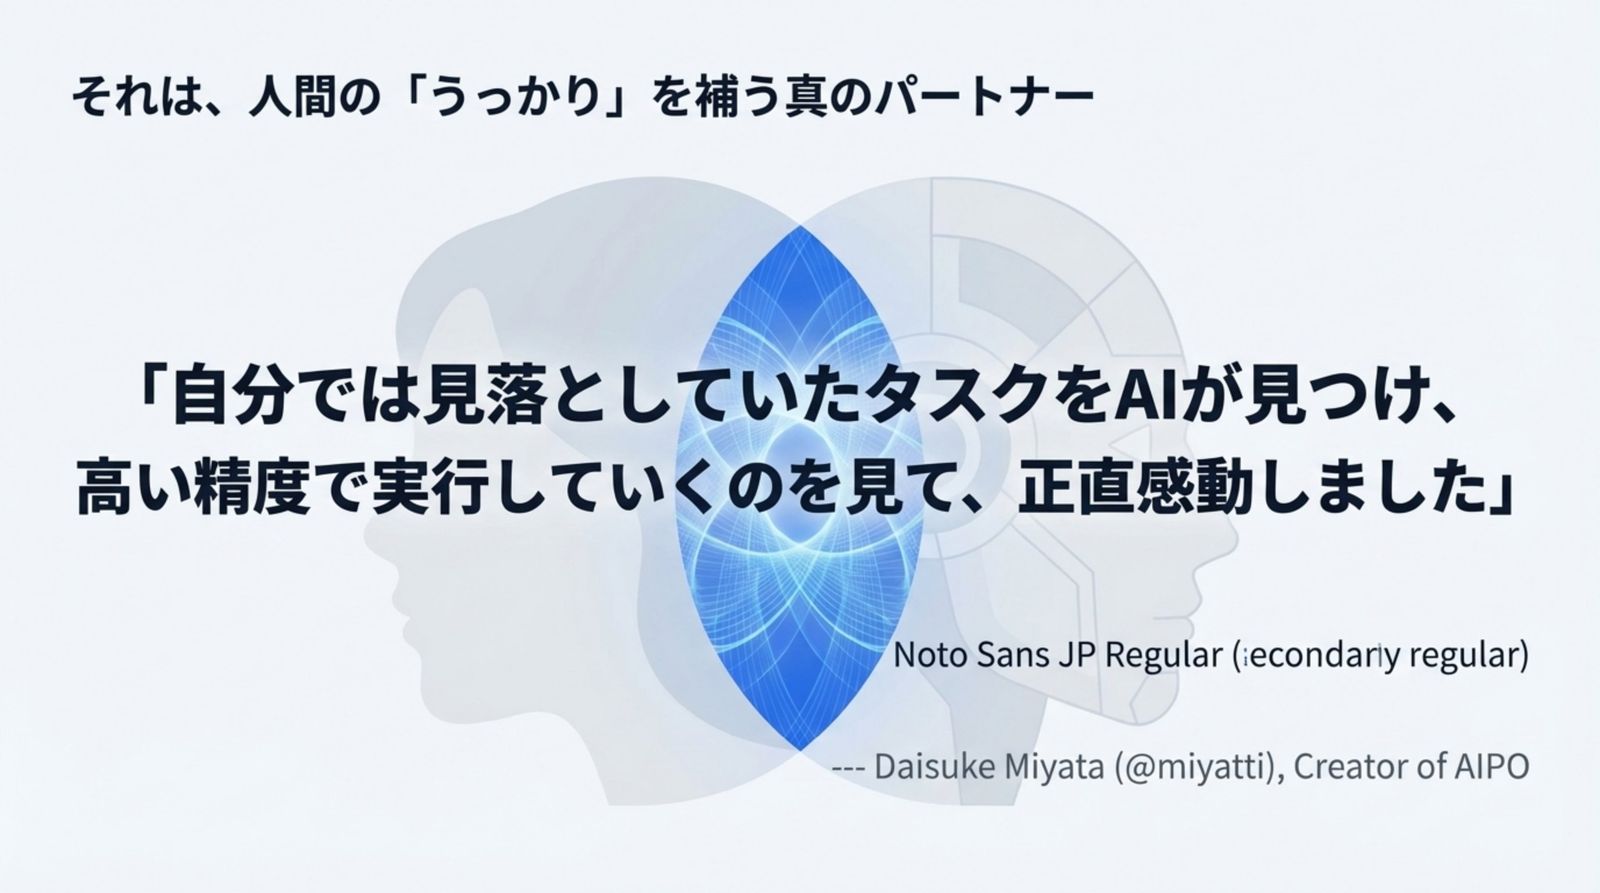 それは、人間の「うっかり」を補う真のパートナー
「自分では見落としていたタスクをAIが見つけ、
高い精度で実行していくのを見て、正直感動しました」
Noto Sans JP Regular ( regular)
--- Daisuke Miyata (@miyatti), Creator of AIPO